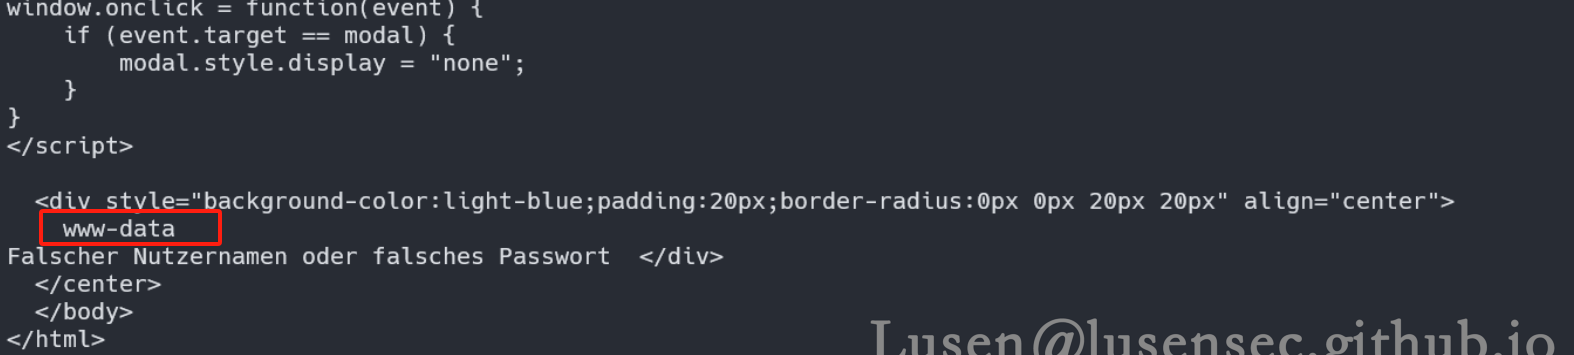 window.onclick = function(event) {
    if (event.target == modal) {
        modal.style.display = "none";
    }
}
</script>
  <div style="background-color:light-blue;padding:20px;border-radius:0px 0px 20px 20px" align="center">
    www-data
Falscher Nutzernamen oder falsches Passwort  </div>
  </center>
  </body>
</html>
Lusen@lusensec.github.io